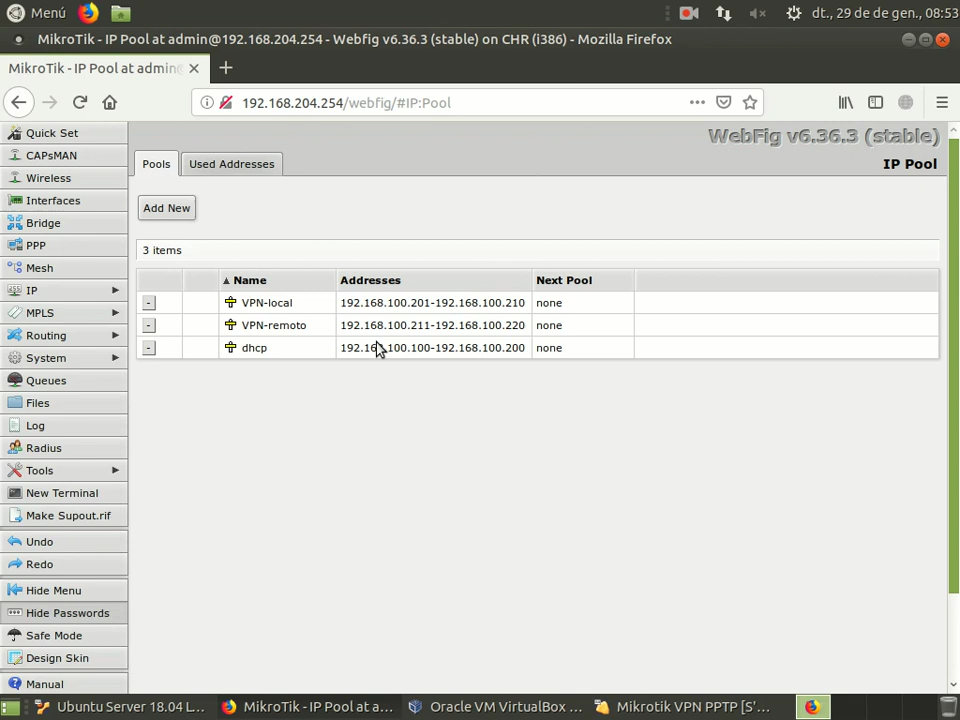 Menú
dt., 29 de de gen., 08:53
MikroTik - IP Pool at admin@192.168.204.254 - Webfig v6.36.3 (stable) on CHR (i386) - Mozilla Firefox
MikroTik - IP Pool at admin
192.168.204.254/webfig/#IP:Pool
Quick Set
CAPsMAN
Wireless
Interfaces
Bridge
PPP
Mesh
IP
MPLS
Routing
System
Queues
Files
Log
Radius
Tools
New Terminal
Make Supout.rif
Undo
Redo
Hide Menu
Hide Passwords
Safe Mode
Design Skin
Manual
WebFig v6.36.3 (stable)
Pools Used Addresses IP Pool
Add New
3 items
Name Addresses Next Pool
- VPN-local 192.168.100.201-192.168.100.210 none
- VPN-remoto 192.168.100.211-192.168.100.220 none
- dhcp 192.168.100.100-192.168.100.200 none
Ubuntu Server 18.04 L... MikroTik - IP Pool at a... Oracle VM VirtualBox ... Mikrotik VPN PPTP [S'...